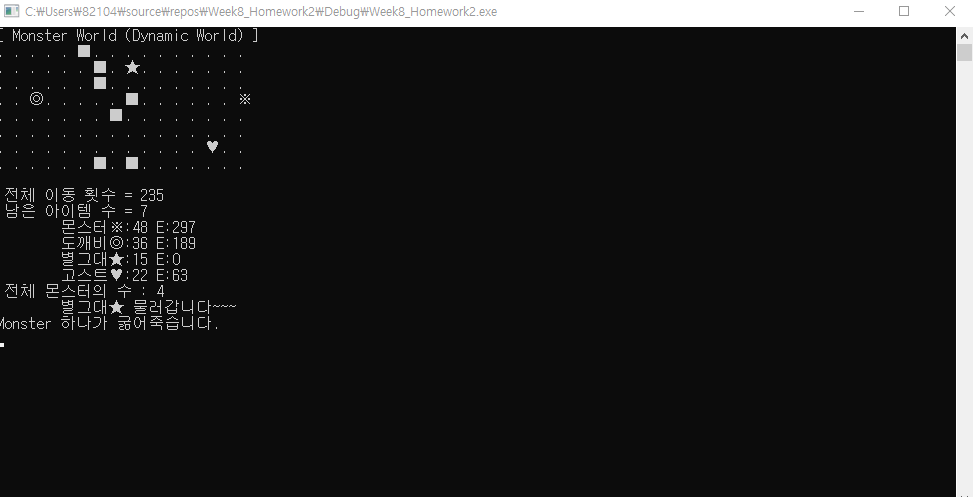 C:\Users\82104\source\repos\Week8_Homework2\Debug\Week8_Homework2.exe
[ Monster World (Dynamic World) ]
. . . . . ■. . . . . . . . . .
. . . . . . ■. ★. . . . . . .
. . . . . . ■. . . . . . . . .
. . ◎. . . . . ■. . . . . . ※
. . . . . . . ■. . . . . . . .
. . . . . . . . . . . . . . . .
. . . . . . . . . . . . . ♥. .
. . . . . . ■. ■. . . . . . .
전체 이동 횟수 = 235
남은 아이템 수 = 7
몬스터※:48 E:297
도깨비◎:36 E:189
별그대★:15 E:0
고스트♥:22 E:63
전체 몬스터의 수 : 4
별그대★ 물러갑니다~~~
Monster 하나가 굶어죽습니다.